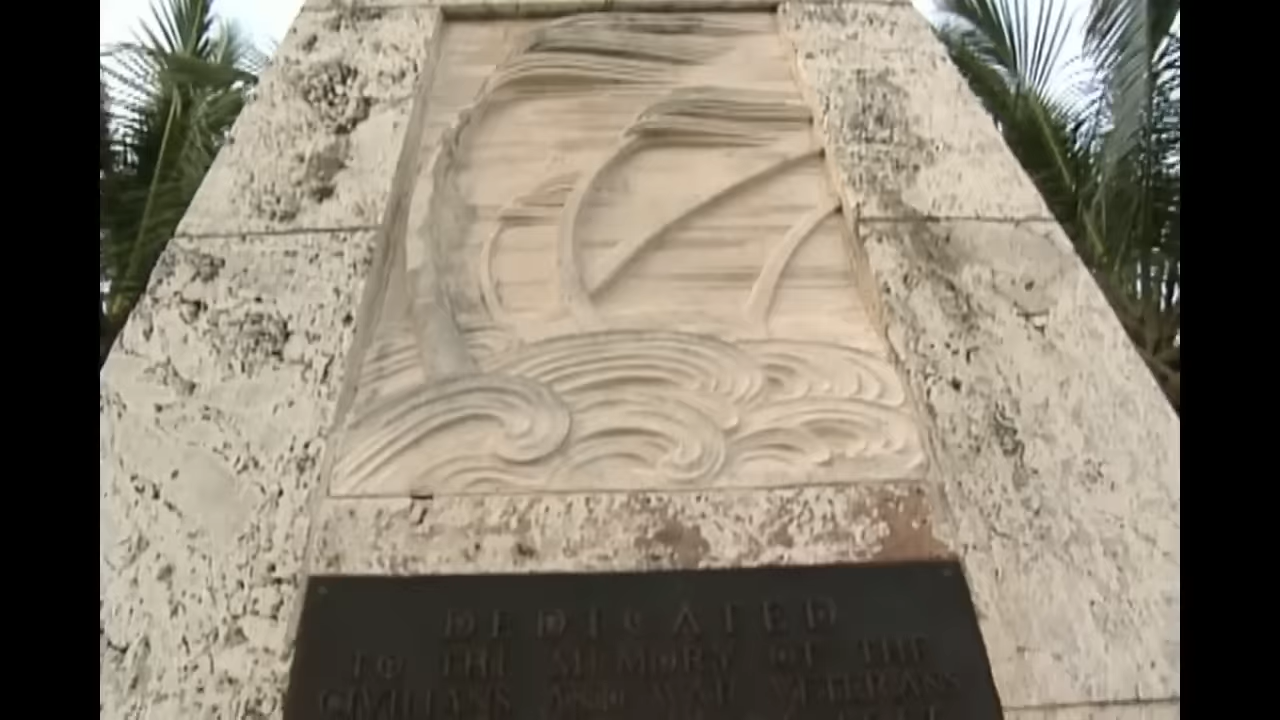 DEDICATED
TO THE MEMORY OF THE
CIVILIANS AND WAR VETERANS